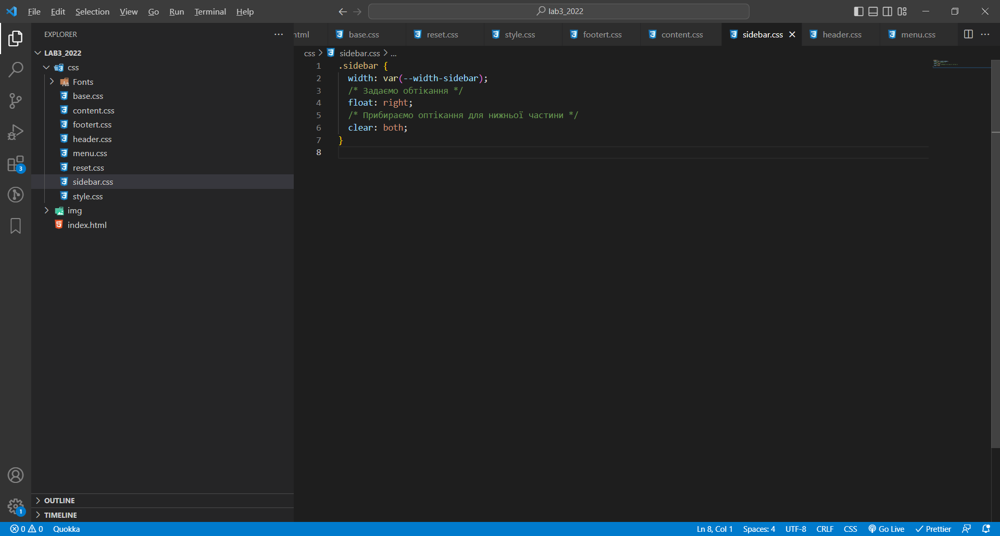 File Edit Selection View Go Run Terminal Help
lab3_2022
EXPLORER
LAB3_2022
css
Fonts
base.css
content.css
footert.css
header.css
menu.css
reset.css
sidebar.css
style.css
img
index.html
OUTLINE
TIMELINE
html base.css reset.css style.css footert.css content.css sidebar.css header.css menu.css
css > sidebar.css > ...
1 .sidebar {
2 width: var(--width-sidebar);
3 /* Задаємо обтікання */
4 float: right;
5 /* Прибираємо оптікання для нижньої частини */
6 clear: both;
7 }
8
3
1
0 0 Quokka Ln 8, Col 1 Spaces: 4 UTF-8 CRLF CSS Go Live Prettier